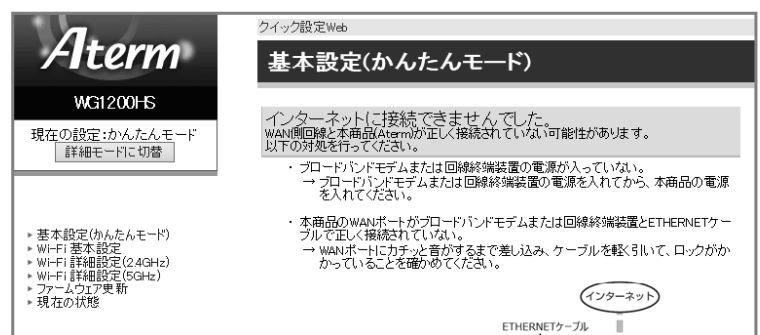 Aterm
WG1200HS
現在の設定:かんたんモード
詳細モードに切替
▸ 基本設定(かんたんモード)
▸ Wi-Fi 基本設定
▸ Wi-Fi 詳細設定(2.4GHz)
▸ Wi-Fi 詳細設定(5GHz)
▸ ファームウェア更新
▸ 現在の状態
クイック設定Web
基本設定(かんたんモード)
インターネットに接続できませんでした。
WAN側回線と本商品(Aterm)が正しく接続されていない可能性があります。
以下の対処を行ってください。
・ ブロードバンドモデムまたは回線終端装置の電源が入っていない。
→ ブロードバンドモデムまたは回線終端装置の電源を入れてから、本商品の電源
を入れてください。
・ 本商品のWANポートがブロードバンドモデムまたは回線終端装置とETHERNETケー
ブルで正しく接続されていない。
→ WANポートにカチッと音がするまで差し込み、ケーブルを軽く引いて、ロックがか
かっていることを確かめてください。
インターネット
ETHERNETケーブル